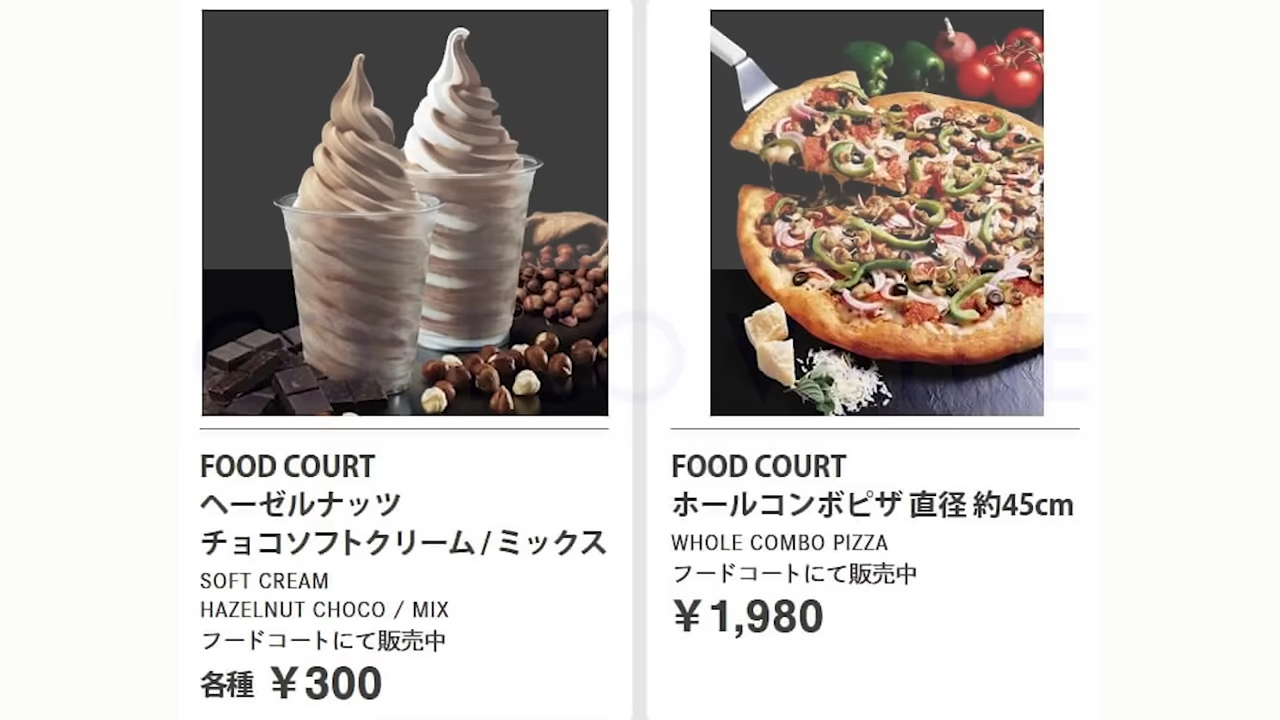 FOOD COURT
ヘーゼルナッツ
チョコソフトクリーム / ミックス
SOFT CREAM
HAZELNUT CHOCO / MIX
フードコートにて販売中
各種 ¥300
FOOD COURT
ホールコンボピザ 直径 約45cm
WHOLE COMBO PIZZA
フードコートにて販売中
¥1,980